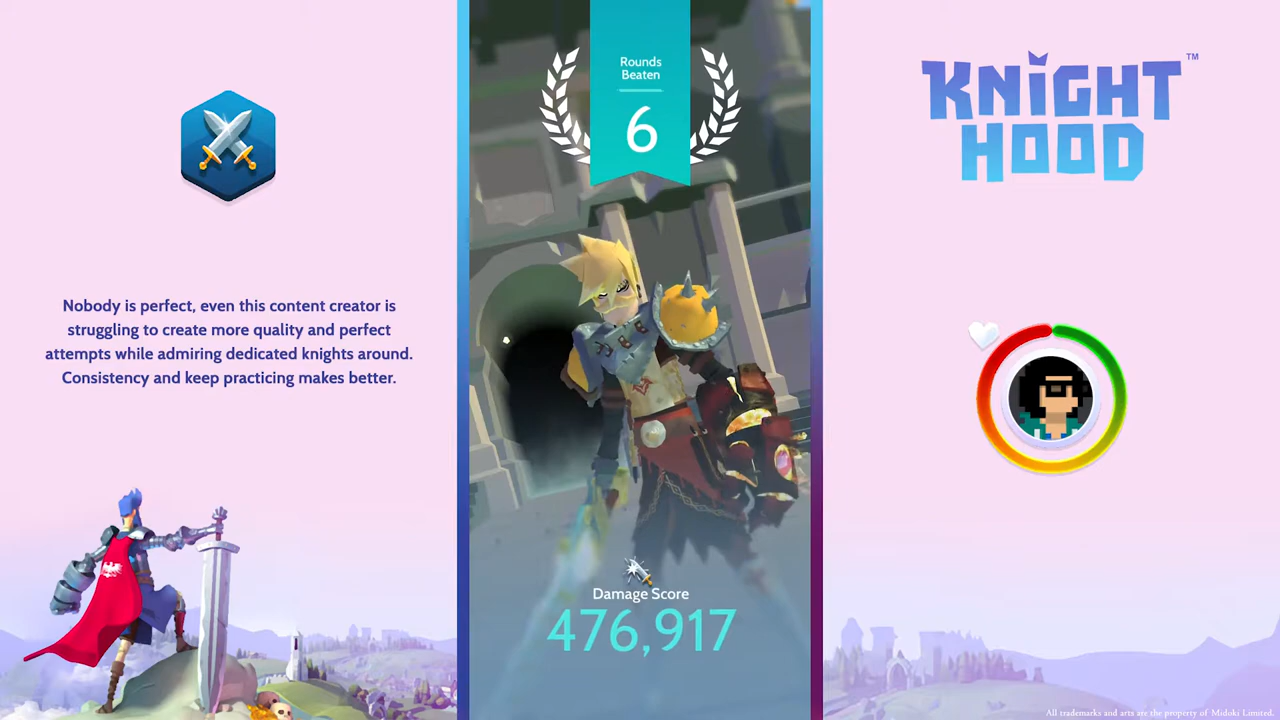 Nobody is perfect, even this content creator is
struggling to create more quality and perfect
attempts while admiring dedicated knights around.
Consistency and keep practicing makes better.
Rounds
Beaten
6
Damage Score
476,917
KNIGHT
HOOD
™
All trademarks and arts are the property of Midoki Limited.